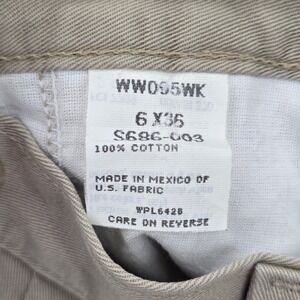 WW095WK
6 X36
S686-003
100% COTTON
MADE IN MEXICO OF
U.S. FABRIC
WPL6428
CARE ON REVERSE